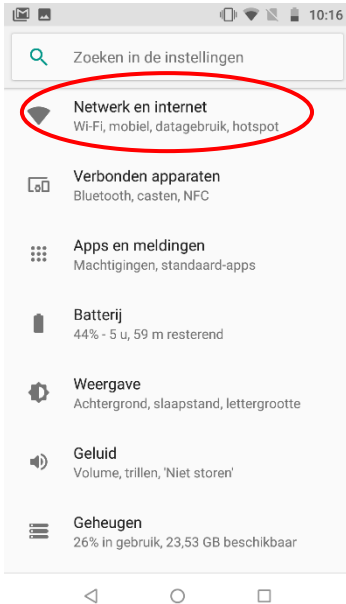 10:16
Zoeken in de instellingen
Netwerk en internet
Wi-Fi, mobiel, datagebruik, hotspot
Verbonden apparaten
Bluetooth, casten, NFC
Apps en meldingen
Machtigingen, standaard-apps
Batterij
44% - 5 u, 59 m resterend
Weergave
Achtergrond, slaapstand, lettergrootte
Geluid
Volume, trillen, 'Niet storen'
Geheugen
26% in gebruik, 23,53 GB beschikbaar